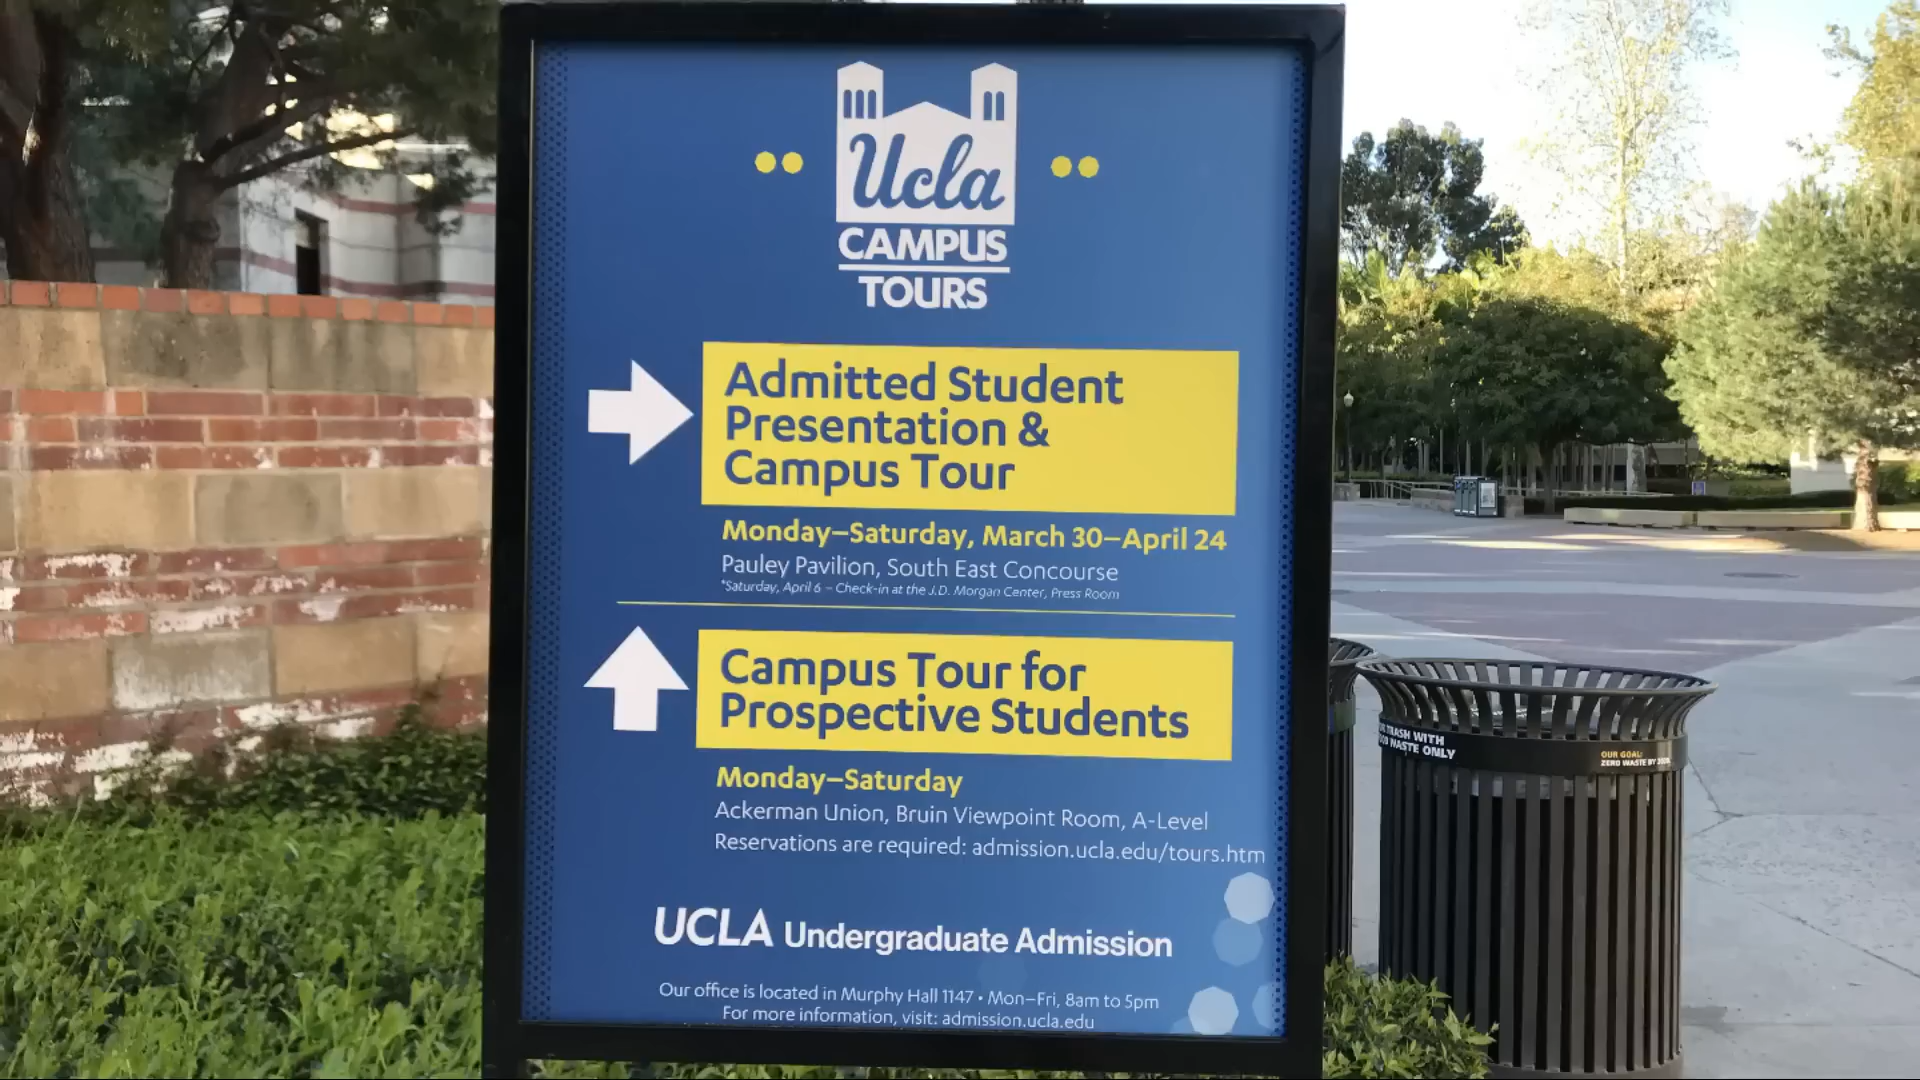 Ucla
CAMPUS
TOURS
Admitted Student
Presentation &
Campus Tour
Monday–Saturday, March 30–April 24
Pauley Pavilion, South East Concourse
*Saturday, April 6 – Check-in at the J.D. Morgan Center, Press Room
Campus Tour for
Prospective Students
Monday–Saturday
Ackerman Union, Bruin Viewpoint Room, A-Level
Reservations are required: admission.ucla.edu/tours.htm
UCLA Undergraduate Admission
Our office is located in Murphy Hall 1147 • Mon–Fri, 8am to 5pm
For more information, visit: admission.ucla.edu
TRASH WITH
WASTE ONLY
OUR GOAL:
ZERO WASTE BY